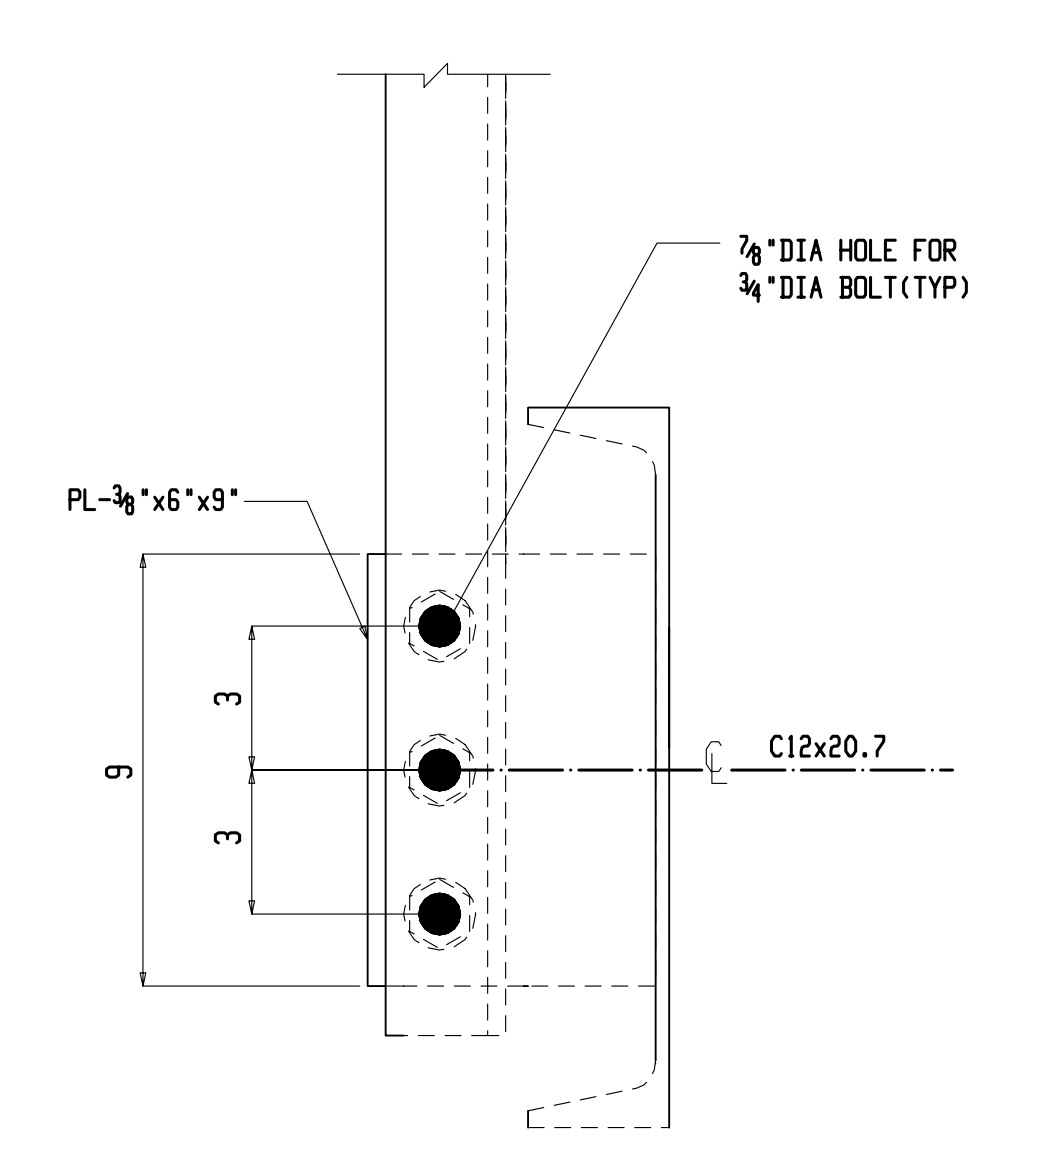 7/8"DIA HOLE FOR
3/4"DIA BOLT(TYP)
PL-3/8"x6"x9"
3
9
3
CL C12x20.7